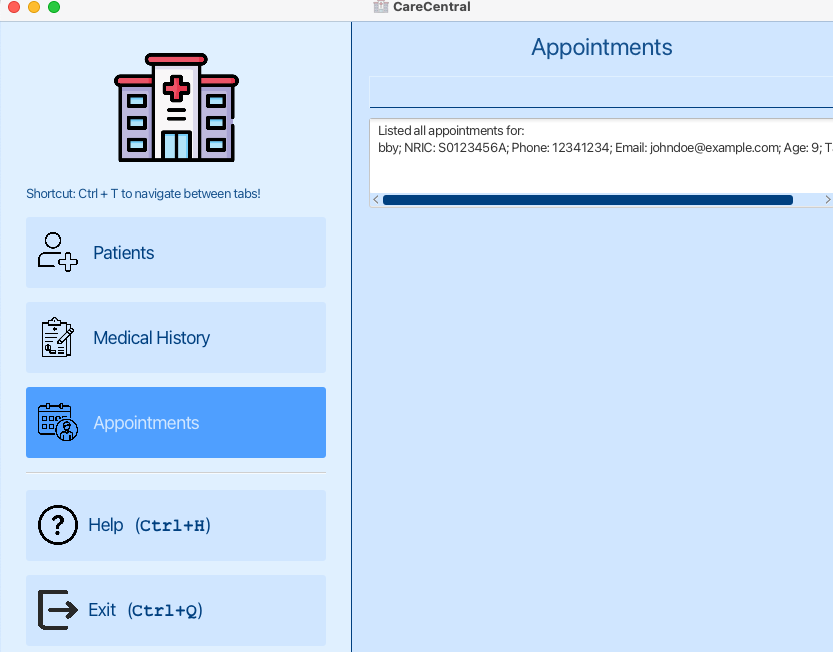 CareCentral
Shortcut: Ctrl + T to navigate between tabs!
Patients
Medical History
Appointments
Help (Ctrl+H)
Exit (Ctrl+Q)
Appointments
Listed all appointments for:
bby; NRIC: S0123456A; Phone: 12341234; Email: johndoe@example.com; Age: 9;